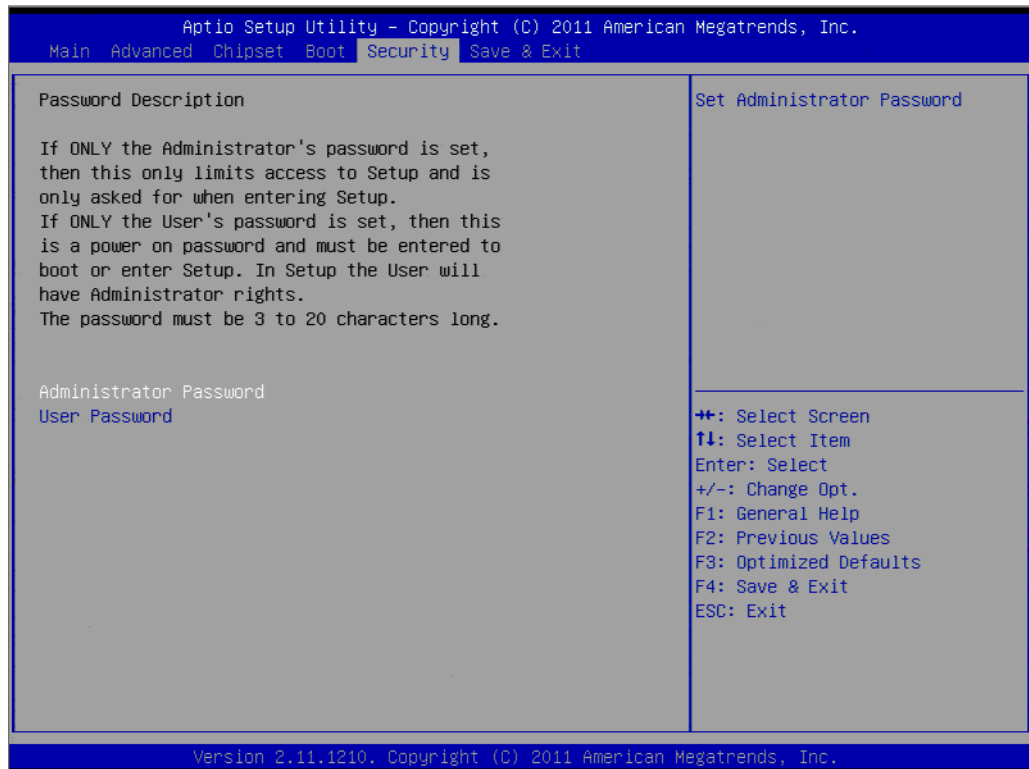 Aptio Setup Utility – Copyright (C) 2011 American Megatrends, Inc.
Main Advanced Chipset Boot Security Save & Exit
Password Description
If ONLY the Administrator's password is set,
then this only limits access to Setup and is
only asked for when entering Setup.
If ONLY the User's password is set, then this
is a power on password and must be entered to
boot or enter Setup. In Setup the User will
have Administrator rights.
The password must be 3 to 20 characters long.
Administrator Password
User Password
Set Administrator Password
→←: Select Screen
↑↓: Select Item
Enter: Select
+/-: Change Opt.
F1: General Help
F2: Previous Values
F3: Optimized Defaults
F4: Save & Exit
ESC: Exit
Version 2.11.1210. Copyright (C) 2011 American Megatrends, Inc.